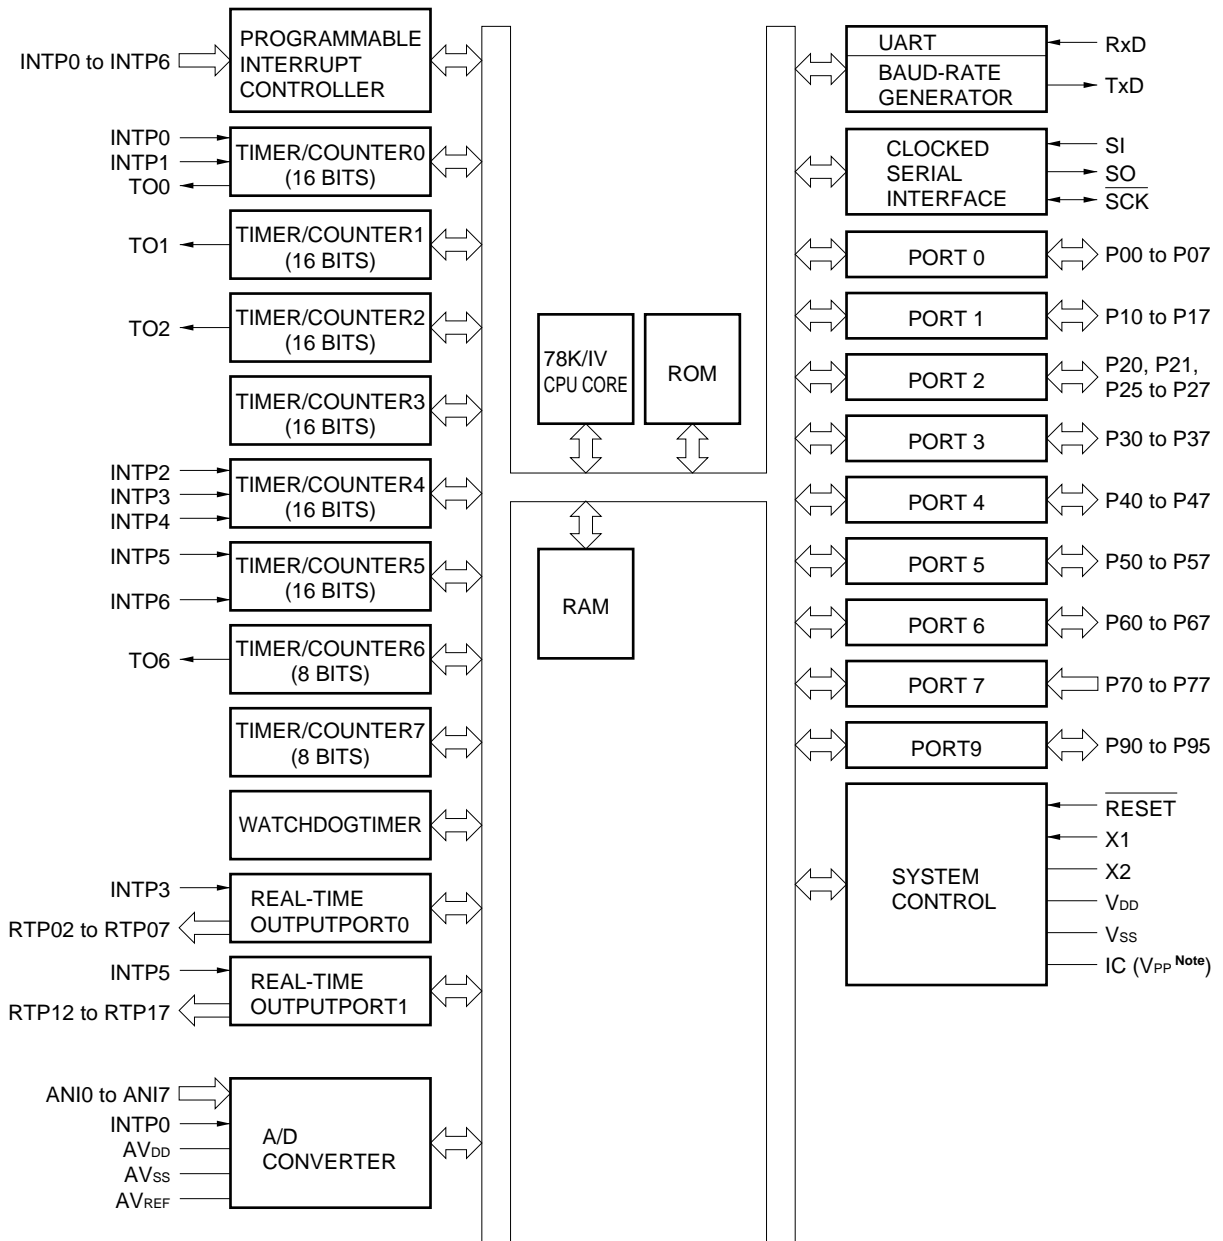 INTP0 to INTP6
PROGRAMMABLE
INTERRUPT
CONTROLLER
INTP0
INTP1
TO0
TIMER/COUNTER0
(16 BITS)
TO1
TIMER/COUNTER1
(16 BITS)
TO2
TIMER/COUNTER2
(16 BITS)
TIMER/COUNTER3
(16 BITS)
INTP2
INTP3
INTP4
TIMER/COUNTER4
(16 BITS)
INTP5
INTP6
TIMER/COUNTER5
(16 BITS)
TO6
TIMER/COUNTER6
(8 BITS)
TIMER/COUNTER7
(8 BITS)
WATCHDOGTIMER
INTP3
RTP02 to RTP07
REAL-TIME
OUTPUTPORT0
INTP5
RTP12 to RTP17
REAL-TIME
OUTPUTPORT1
ANI0 to ANI7
INTP0
AVDD
AVSS
AVREF
A/D
CONVERTER
78K/IV
CPU CORE
ROM
RAM
UART
BAUD-RATE
GENERATOR
RxD
TxD
CLOCKED
SERIAL
INTERFACE
SI
SO
SCK
PORT 0
P00 to P07
PORT 1
P10 to P17
PORT 2
P20, P21,
P25 to P27
PORT 3
P30 to P37
PORT 4
P40 to P47
PORT 5
P50 to P57
PORT 6
P60 to P67
PORT 7
P70 to P77
PORT9
P90 to P95
SYSTEM
CONTROL
RESET
X1
X2
VDD
VSS
IC (VPP Note)